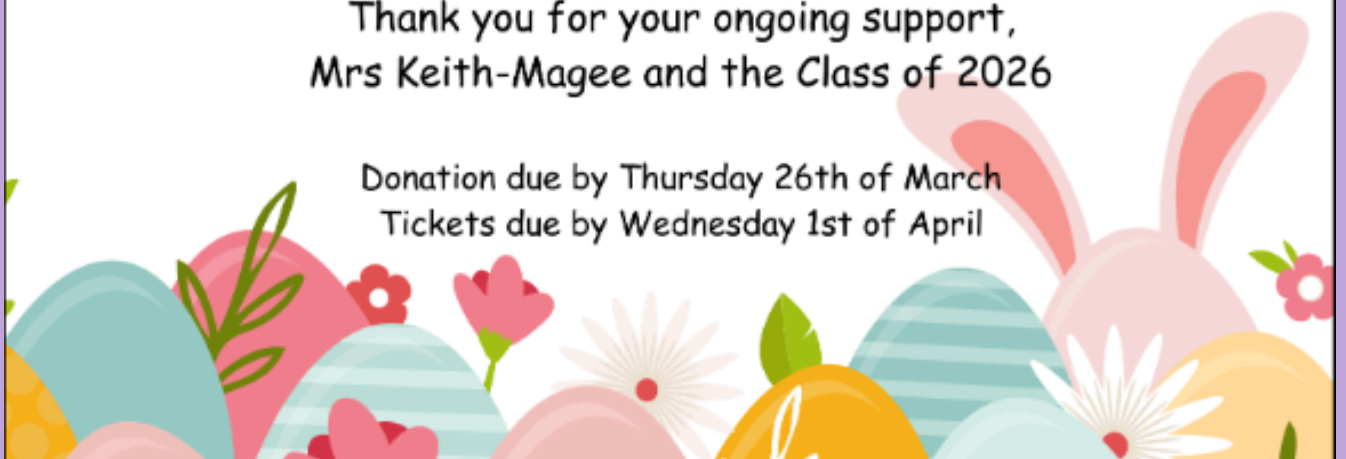 Thank you for your ongoing support,
Mrs Keith-Magee and the Class of 2026
Donation due by Thursday 26th of March
Tickets due by Wednesday 1st of April